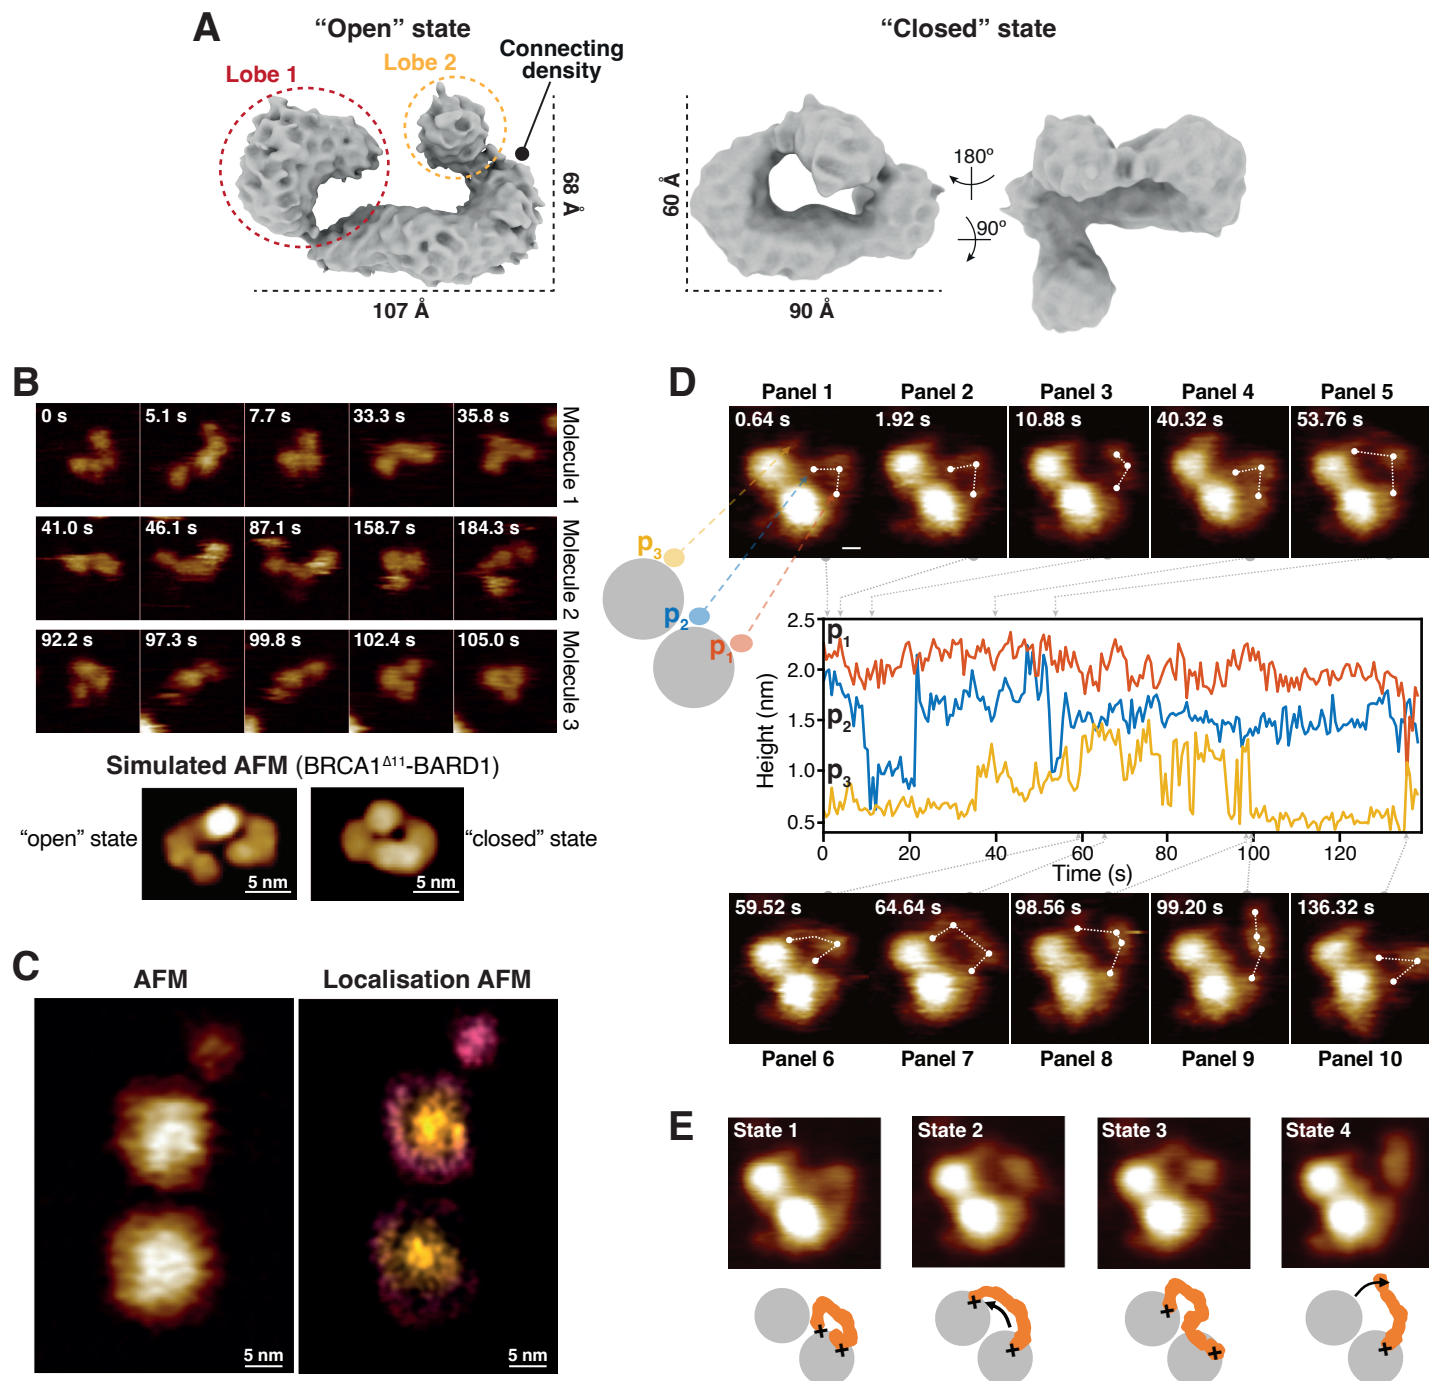 A
“Open” state
“Closed” state
Lobe 1
Lobe 2
Connecting
density
68 Å
107 Å
60 Å
90 Å
180º
90º
B
0 s
5.1 s
7.7 s
33.3 s
35.8 s
Molecule 1
41.0 s
46.1 s
87.1 s
158.7 s
184.3 s
Molecule 2
92.2 s
97.3 s
99.8 s
102.4 s
105.0 s
Molecule 3
Simulated AFM (BRCA1Δ11-BARD1)
“open” state
5 nm
5 nm
“closed” state
C
AFM
Localisation AFM
5 nm
5 nm
D
Panel 1
Panel 2
Panel 3
Panel 4
Panel 5
0.64 s
1.92 s
10.88 s
40.32 s
53.76 s
p3
p2
p1
Height (nm)
2.5
2.0
1.5
1.0
0.5
p1
p2
p3
0
20
40
60
80
100
120
Time (s)
59.52 s
64.64 s
98.56 s
99.20 s
136.32 s
Panel 6
Panel 7
Panel 8
Panel 9
Panel 10
E
State 1
State 2
State 3
State 4